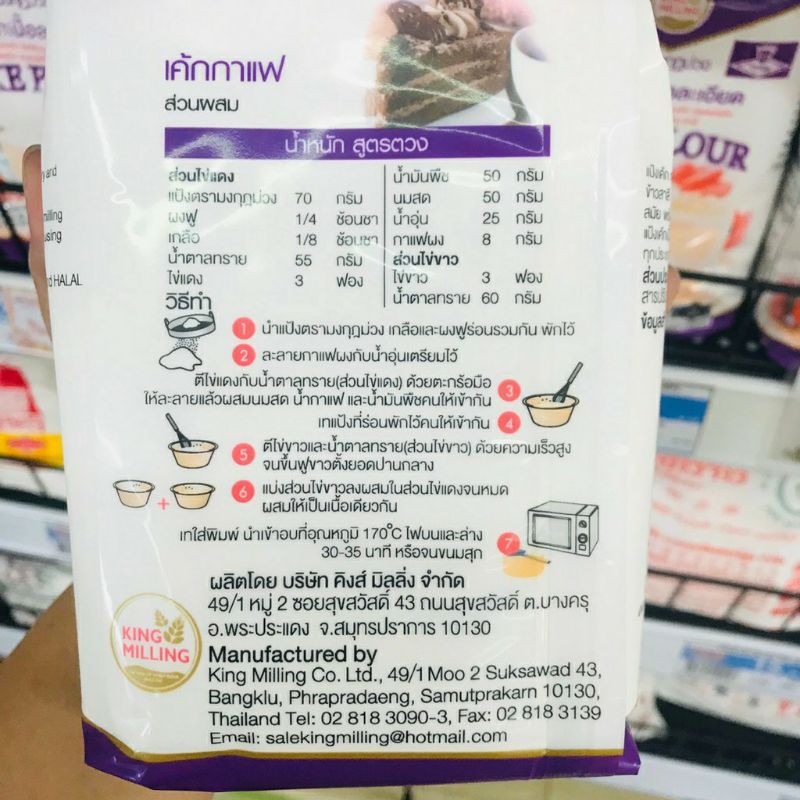 เค้กกาแฟ
ส่วนผสม
น้ำหนัก สูตรตวง
ส่วนไข่แดง
แป้งตรามงกุฎม่วง 70 กรัม
ผงฟู 1/4 ช้อนชา
เกลือ 1/8 ช้อนชา
น้ำตาลทราย 55 กรัม
ไข่แดง 3 ฟอง
น้ำมันพืช 50 กรัม
นมสด 50 กรัม
น้ำอุ่น 25 กรัม
กาแฟผง 8 กรัม
ส่วนไข่ขาว
ไข่ขาว 3 ฟอง
น้ำตาลทราย 60 กรัม
วิธีทำ
1 นำแป้งตรามงกุฎม่วง เกลือและผงฟูร่อนรวมกัน พักไว้
2 ละลายกาแฟผงกับน้ำอุ่นเตรียมไว้
ตีไข่แดงกับน้ำตาลทราย(ส่วนไข่แดง) ด้วยตะกร้อมือ 3
ให้ละลายแล้วผสมนมสด น้ำกาแฟ และน้ำมันพืชคนให้เข้ากัน
เทแป้งที่ร่อนพักไว้คนให้เข้ากัน 4
5 ตีไข่ขาวและน้ำตาลทราย(ส่วนไข่ขาว) ด้วยความเร็วสูง
จนขึ้นฟูขาวตั้งยอดปานกลาง
6 แบ่งส่วนไข่ขาวลงผสมในส่วนไข่แดงจนหมด
ผสมให้เป็นเนื้อเดียวกัน
เทใส่พิมพ์ นำเข้าอบที่อุณหภูมิ 170°C ไฟบนและล่าง 7
30-35 นาที หรือจนขนมสุก
ผลิตโดย บริษัท คิงส์ มิลลิ่ง จำกัด
49/1 หมู่ 2 ซอยสุขสวัสดิ์ 43 ถนนสุขสวัสดิ์ ต.บางครุ
อ.พระประแดง จ.สมุทรปราการ 10130
KING
MILLING
Manufactured by
King Milling Co. Ltd., 49/1 Moo 2 Suksawad 43,
Bangklu, Phrapradaeng, Samutprakarn 10130,
Thailand Tel: 02 818 3090-3, Fax: 02 818 3139
Email: salekingmilling@hotmail.com
HALAL